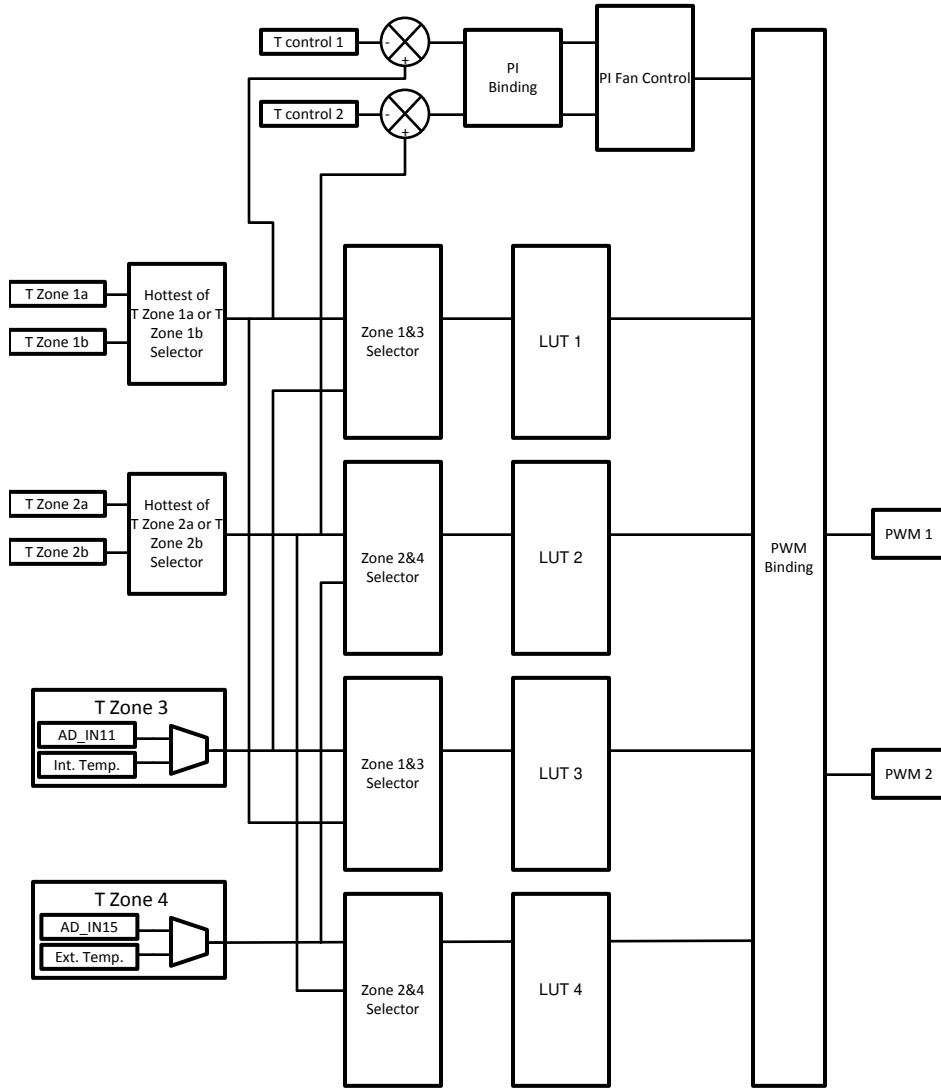 T control 1
-
+
T control 2
-
+
PI
Binding
PI Fan Control
T Zone 1a
T Zone 1b
Hottest of
T Zone 1a or T
Zone 1b
Selector
Zone 1&3
Selector
LUT 1
T Zone 2a
T Zone 2b
Hottest of
T Zone 2a or T
Zone 2b
Selector
Zone 2&4
Selector
LUT 2
PWM
Binding
PWM 1
T Zone 3
AD_IN11
Int. Temp.
Zone 1&3
Selector
LUT 3
PWM 2
T Zone 4
AD_IN15
Ext. Temp.
Zone 2&4
Selector
LUT 4